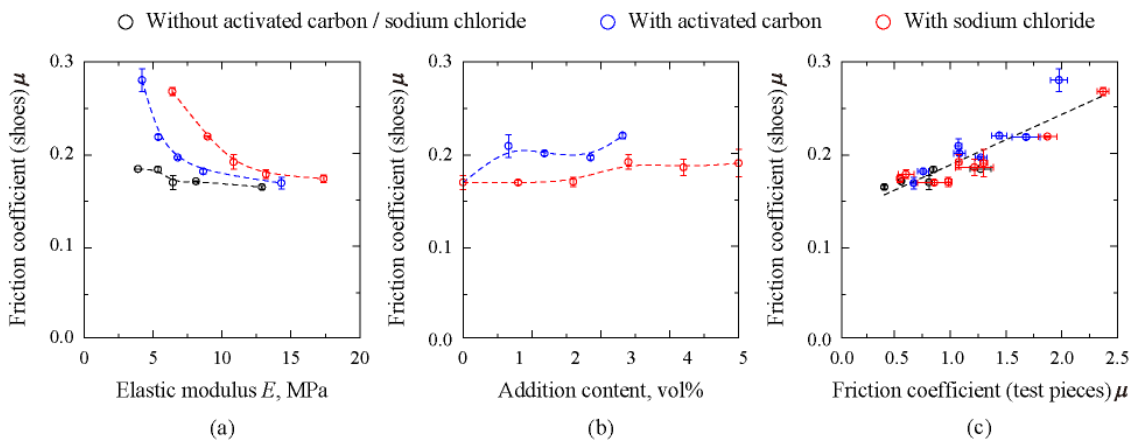 Without activated carbon / sodium chloride With activated carbon With sodium chloride
Friction coefficient (shoes) μ
0.3
0.2
0.1
0.0
0 5 10 15 20
Elastic modulus E, MPa
(a)
Friction coefficient (shoes) μ
0.3
0.2
0.1
0.0
0 1 2 3 4 5
Addition content, vol%
(b)
Friction coefficient (shoes) μ
0.3
0.2
0.1
0.0
0.0 0.5 1.0 1.5 2.0 2.5
Friction coefficient (test pieces) μ
(c)